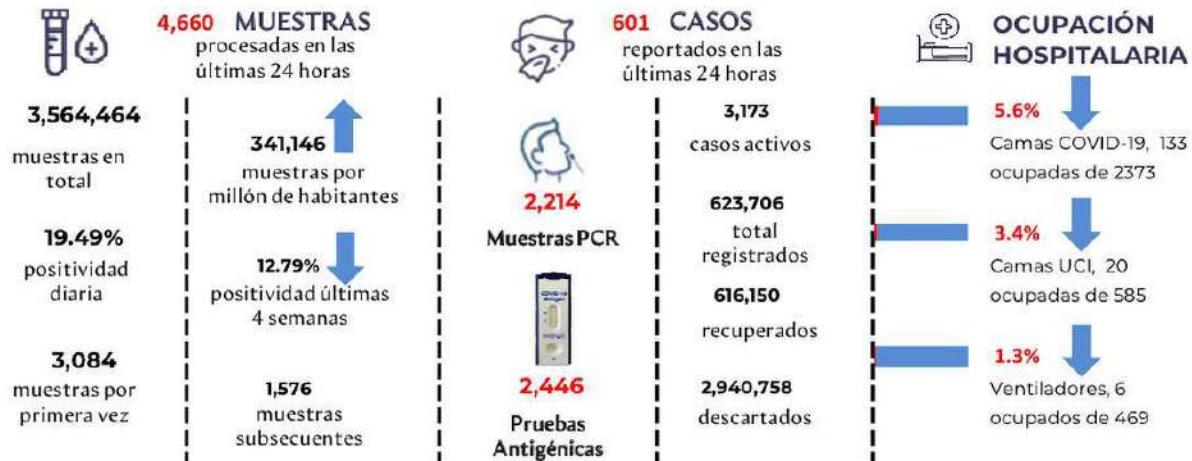 4,660 MUESTRAS
procesadas en las
últimas 24 horas
3,564,464
muestras en
total
19.49%
positividad
diaria
3,084
muestras por
primera vez
341,146
muestras por
millón de habitantes
12.79%
positividad últimas
4 semanas
1,576
muestras
subsecuentes
601 CASOS
reportados en las
últimas 24 horas
2,214
Muestras PCR
2,446
Pruebas
Antigénicas
3,173
casos activos
623,706
total
registrados
616,150
recuperados
2,940,758
descartados
OCUPACIÓN
HOSPITALARIA
5.6%
Camas COVID-19, 133
ocupadas de 2373
3.4%
Camas UCI, 20
ocupadas de 585
1.3%
Ventiladores, 6
ocupados de 469